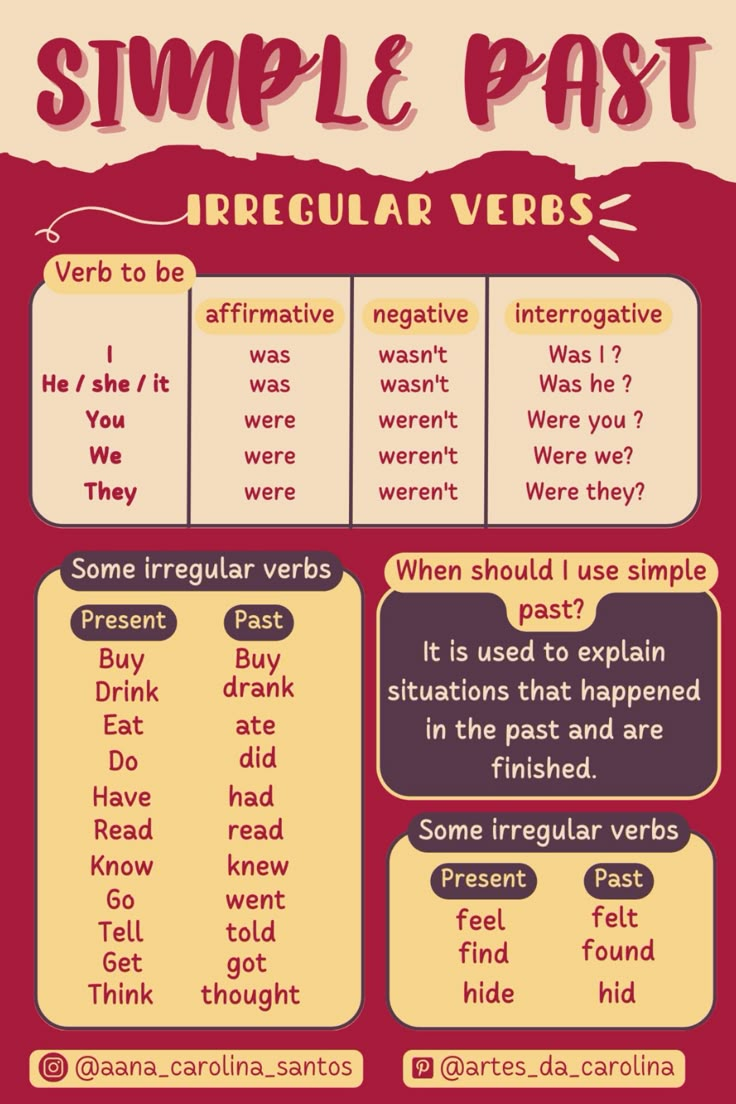 SIMPLE PAST
IRREGULAR VERBS
Verb to be
affirmative negative interrogative
I was wasn't Was I ?
He / she / it was wasn't Was he ?
You were weren't Were you ?
We were weren't Were we?
They were weren't Were they?
Some irregular verbs
Present Past
Buy Buy
Drink drank
Eat ate
Do did
Have had
Read read
Know knew
Go went
Tell told
Get got
Think thought
When should I use simple
past?
It is used to explain
situations that happened
in the past and are
finished.
Some irregular verbs
Present Past
feel felt
find found
hide hid
@aana_carolina_santos
@artes_da_carolina